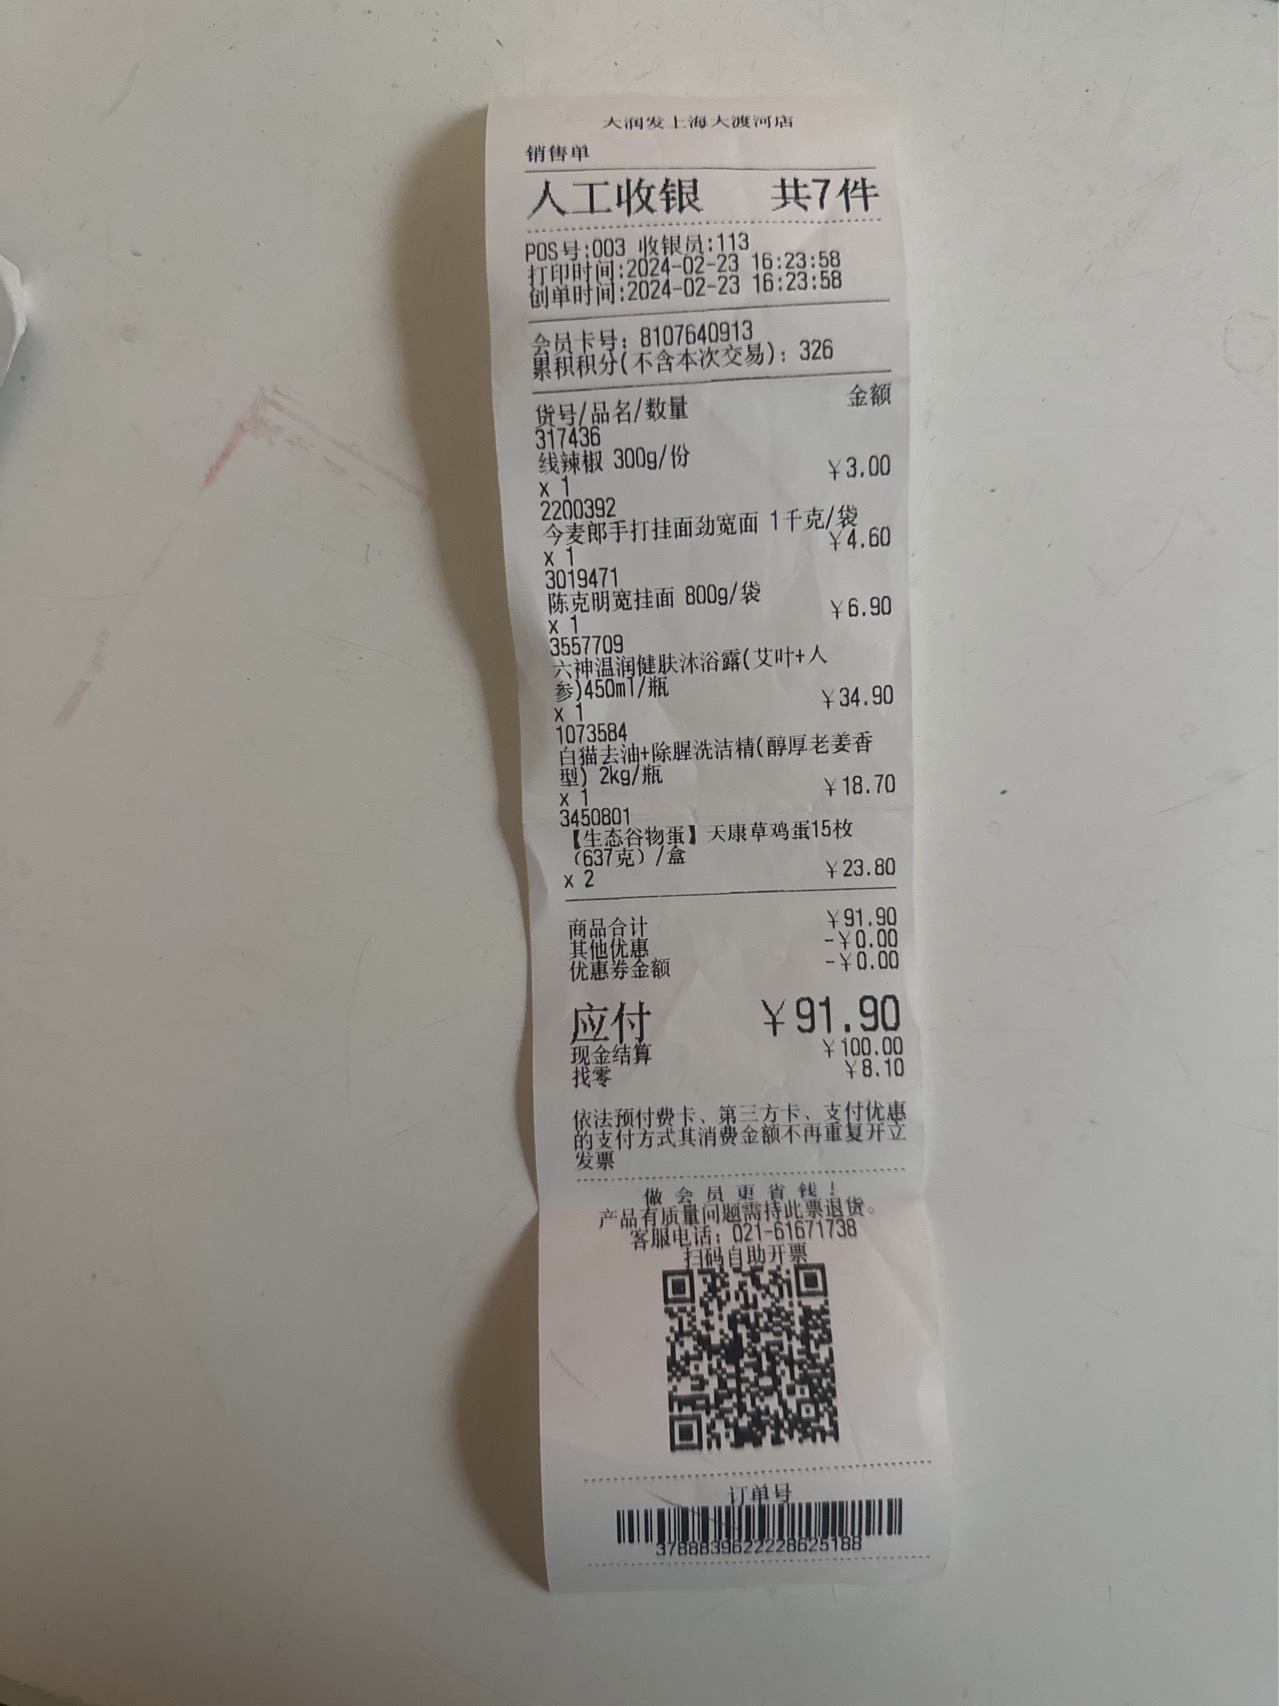 大润发上海大渡河店
销售单
人工收银 共7件
POS号:003 收银员:113
打印时间:2024-02-23 16:23:58
创单时间:2024-02-23 16:23:58
会员卡号: 8107640913
累积积分(不含本次交易): 326
货号/品名/数量 金额
317436
线辣椒 300g/份
x 1 ¥3.00
2200392
今麦郎手打挂面劲宽面 1千克/袋
x 1 ¥4.60
3019471
陈克明宽挂面 800g/袋
x 1 ¥6.90
3557709
六神温润健肤沐浴露(艾叶+人
参)450ml/瓶
x 1 ¥34.90
1073584
白猫去油+除腥洗洁精(醇厚老姜香
型) 2kg/瓶
x 1 ¥18.70
3450801
【生态谷物蛋】天康草鸡蛋15枚
(637克)/盒
x 2 ¥23.80
商品合计 ¥91.90
其他优惠 -¥0.00
优惠券金额 -¥0.00
应付 ¥91.90
现金结算 ¥100.00
找零 ¥8.10
依法预付费卡、第三方卡、支付优惠
的支付方式其消费金额不再重复开立
发票
做会员更省钱!
产品有质量问题需持此票退货。
客服电话: 021-61671738
扫码自助开票
订单号
3788839622228625188